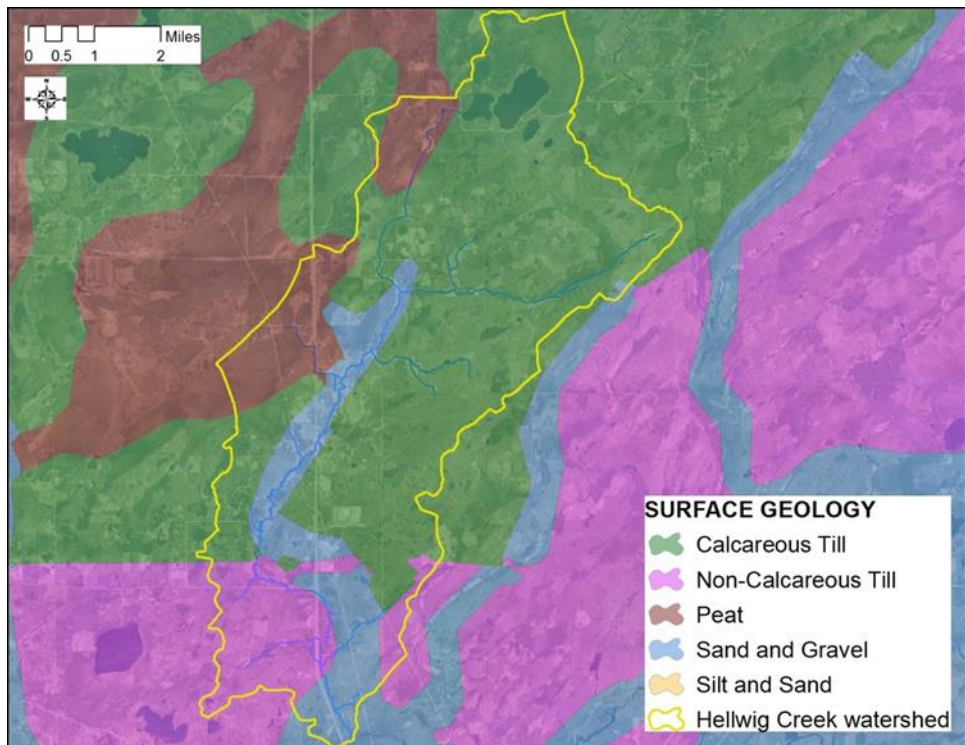 Miles
0 0.5 1 2
SURFACE GEOLOGY
Calcareous Till
Non-Calcareous Till
Peat
Sand and Gravel
Silt and Sand
Hellwig Creek watershed